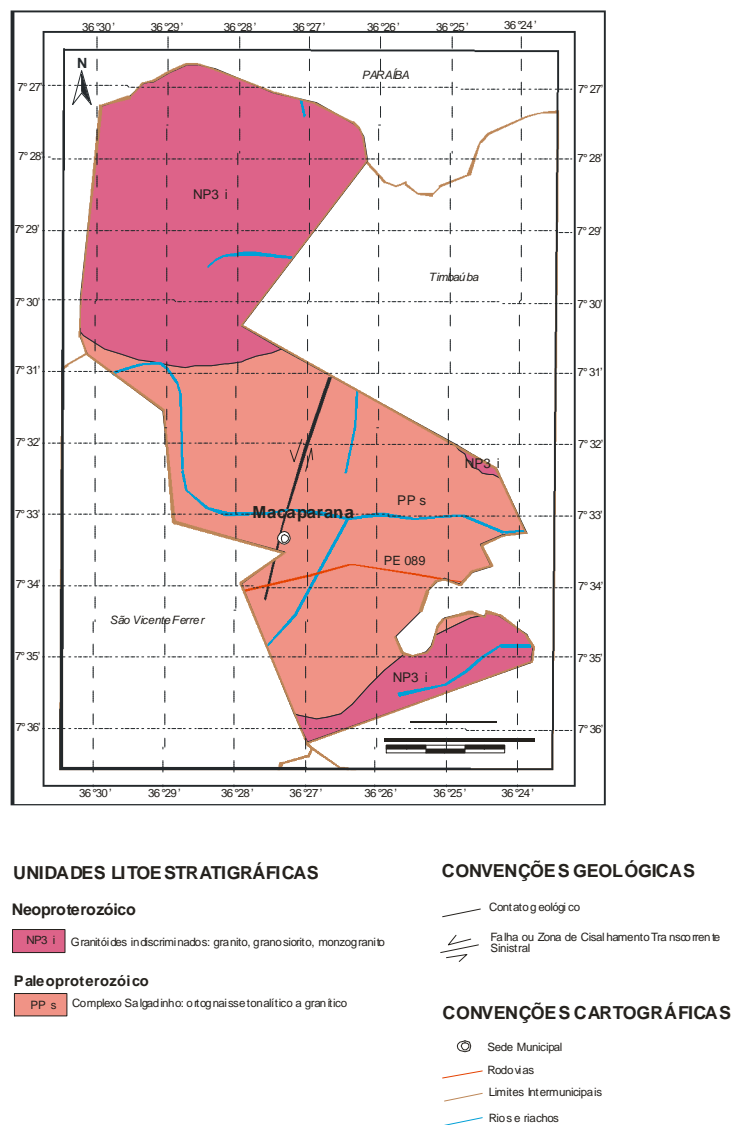 36°30' 36°29' 36°28' 36°27' 36°26' 36°25' 36°24'
N
PARAÍBA
7°27' 7°27'
7°28' 7°28'
NP3 i
7°29' 7°29'
Timbaúba
7°30' 7°30'
7°31' 7°31'
7°32' 7°32'
NP3 i
PP s
Macaparana
7°33' 7°33'
PE 089
7°34' 7°34'
São Vicente Ferrer
7°35' 7°35'
NP3 i
7°36' 7°36'
36°30' 36°29' 36°28' 36°27' 36°26' 36°25' 36°24'
UNIDADES LITOESTRATIGRÁFICAS
Neoproterozóico
NP3 i Granitóides indiscriminados: granito, granosiorito, monzogranito
Paleoproterozóico
PP s Complexo Salgadinho: ortognaisse tonalítico a granítico
CONVENÇÕES GEOLÓGICAS
Contato geológico
Falha ou Zona de Cisalhamento Transcorrente
Sinistral
CONVENÇÕES CARTOGRÁFICAS
Sede Municipal
Rodovias
Limites Intermunicipais
Rios e riachos